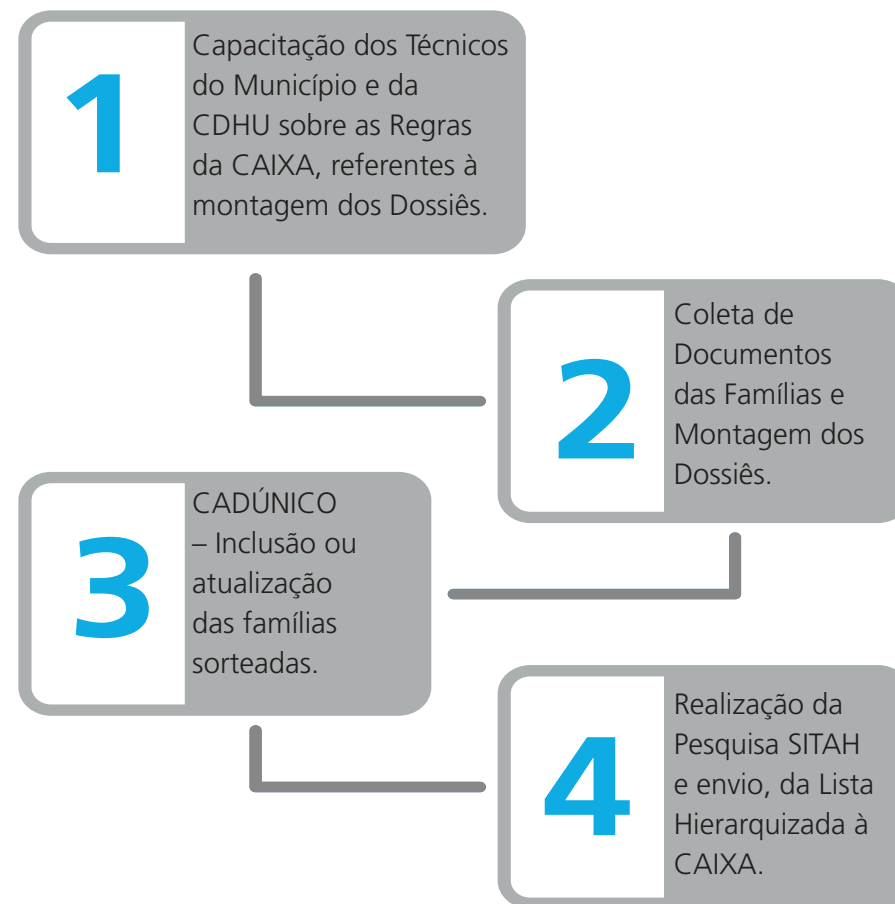 1
Capacitação dos Técnicos
do Município e da
CDHU sobre as Regras
da CAIXA, referentes à
montagem dos Dossiês.
2
Coleta de
Documentos
das Famílias e
Montagem dos
Dossiês.
3
CADÚNICO
– Inclusão ou
atualização
das famílias
sorteadas.
4
Realização da
Pesquisa SITAH
e envio, da Lista
Hierarquizada à
CAIXA.